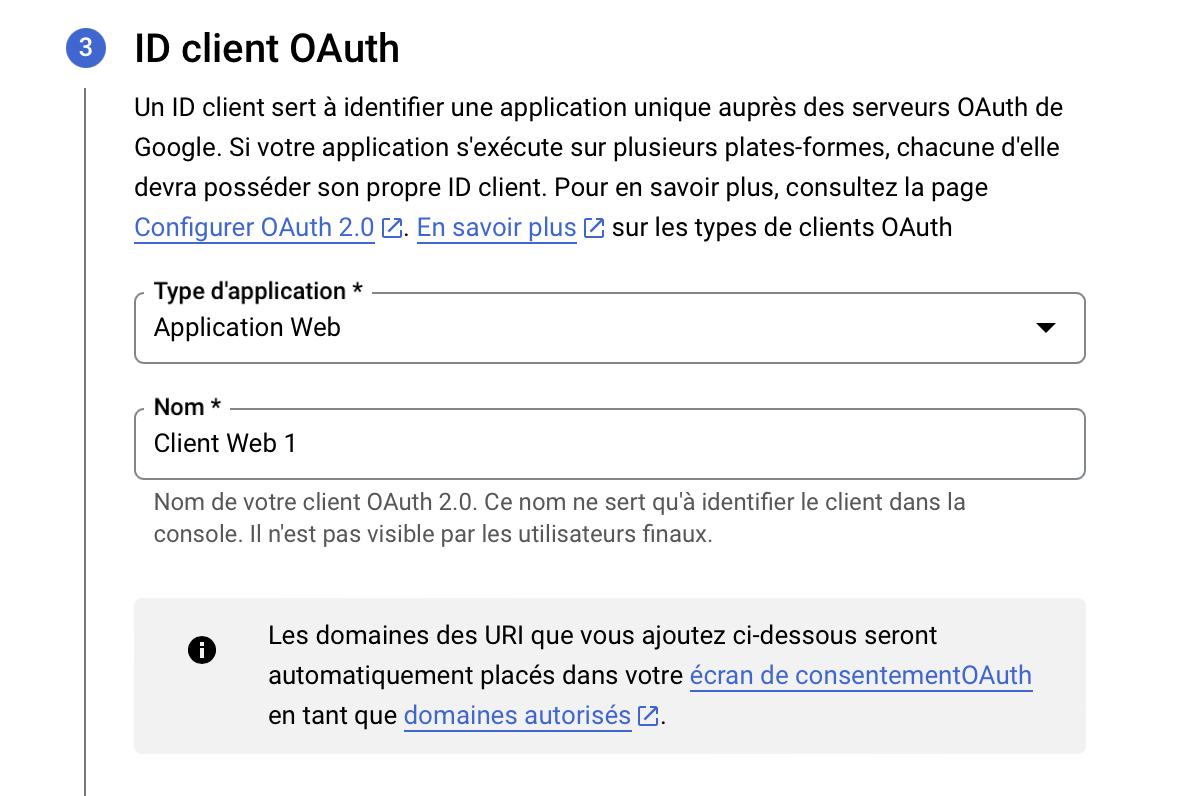 3 ID client OAuth
Un ID client sert à identifier une application unique auprès des serveurs OAuth de
Google. Si votre application s'exécute sur plusieurs plates-formes, chacune d'elle
devra posséder son propre ID client. Pour en savoir plus, consultez la page
Configurer OAuth 2.0. En savoir plus sur les types de clients OAuth
Type d'application *
Application Web
Nom *
Client Web 1
Nom de votre client OAuth 2.0. Ce nom ne sert qu'à identifier le client dans la
console. Il n'est pas visible par les utilisateurs finaux.
Les domaines des URI que vous ajoutez ci-dessous seront
automatiquement placés dans votre écran de consentementOAuth
en tant que domaines autorisés.